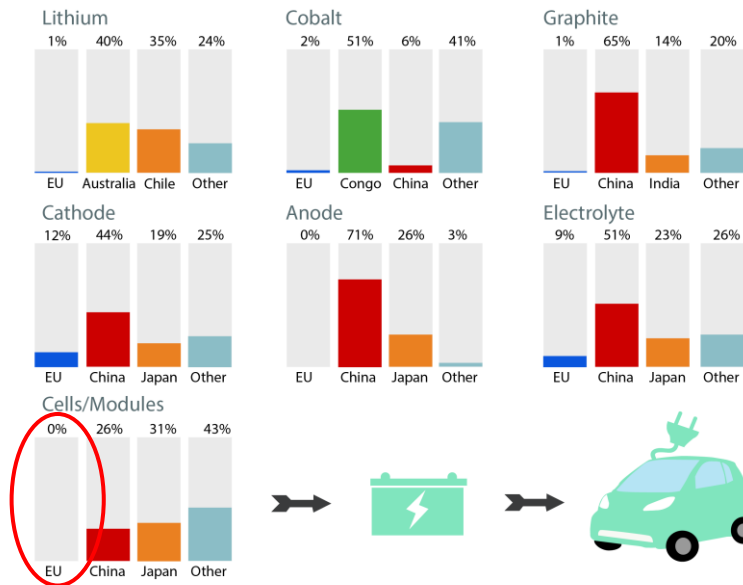 Lithium
1% 40% 35% 24%
EU Australia Chile Other
Cobalt
2% 51% 6% 41%
EU Congo China Other
Graphite
1% 65% 14% 20%
EU China India Other
Cathode
12% 44% 19% 25%
EU China Japan Other
Anode
0% 71% 26% 3%
EU China Japan Other
Electrolyte
9% 51% 23% 26%
EU China Japan Other
Cells/Modules
0% 26% 31% 43%
EU China Japan Other